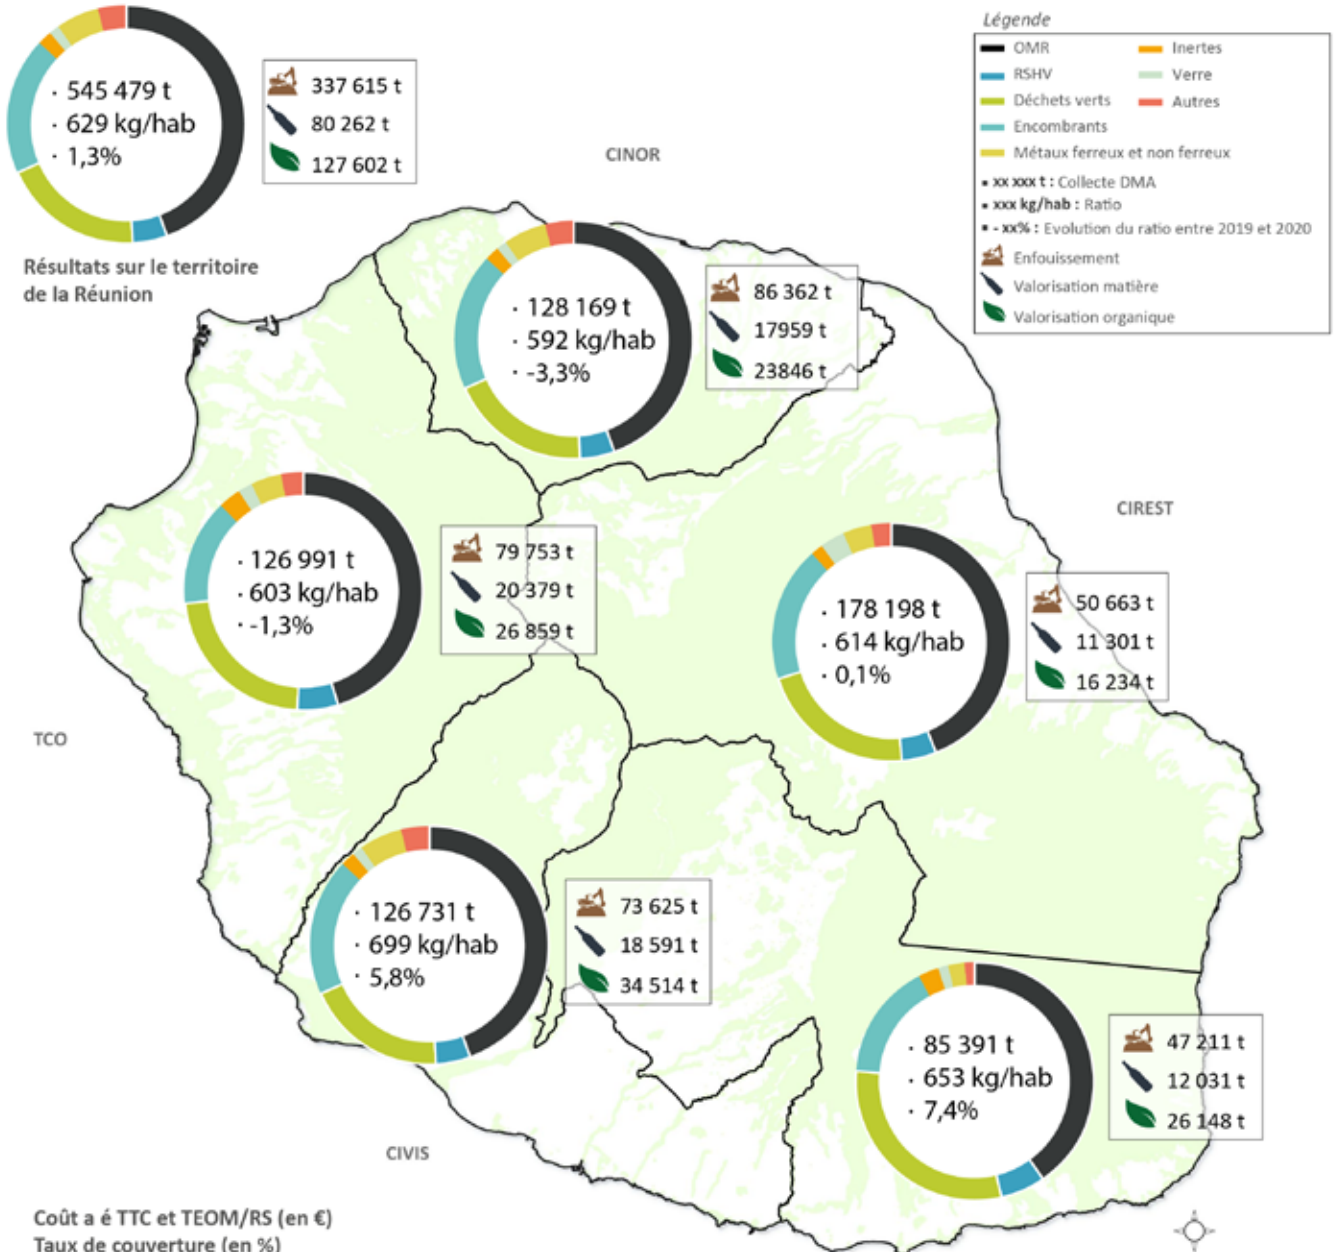 · 545 479 t
· 629 kg/hab
· 1,3%
337 615 t
80 262 t
127 602 t
Résultats sur le territoire
de la Réunion
Légende
OMR
RSHV
Déchets verts
Encombrants
Métaux ferreux et non ferreux
Inertes
Verre
Autres
▪ xx xxx t : Collecte DMA
▪ xxx kg/hab : Ratio
▪ - xx% : Evolution du ratio entre 2019 et 2020
Enfouissement
Valorisation matière
Valorisation organique
CINOR
· 128 169 t
· 592 kg/hab
· -3,3%
86 362 t
17959 t
23846 t
· 126 991 t
· 603 kg/hab
· -1,3%
79 753 t
20 379 t
26 859 t
TCO
CIREST
· 178 198 t
· 614 kg/hab
· 0,1%
50 663 t
11 301 t
16 234 t
· 126 731 t
· 699 kg/hab
· 5,8%
73 625 t
18 591 t
34 514 t
CIVIS
· 85 391 t
· 653 kg/hab
· 7,4%
47 211 t
12 031 t
26 148 t
Coût a é TTC et TEOM/RS (en €)
Taux de couverture (en %)